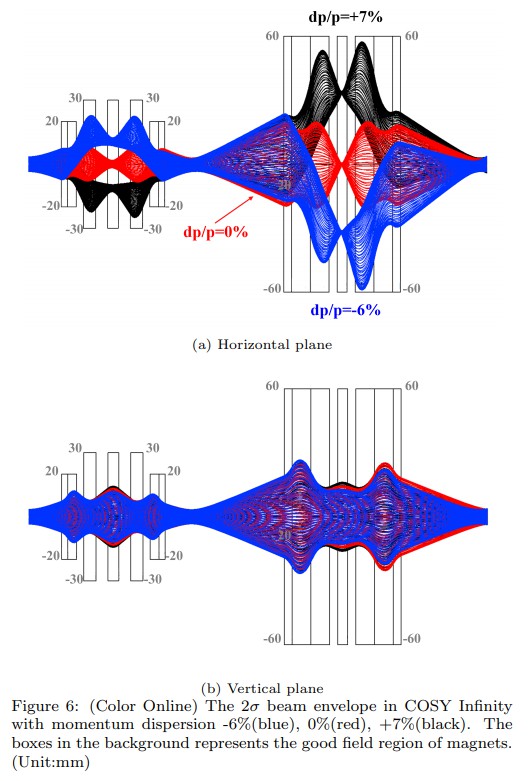 dp/p=+7%
60 60
30 30
20 20
20
-20 -20
-30 -30
dp/p=0%
-60 -60
dp/p=-6%
(a) Horizontal plane
60 60
30 30
20 20
20
-20 -20
-30 -30
-60 -60
(b) Vertical plane
Figure 6: (Color Online) The 2σ beam envelope in COSY Infinity
with momentum dispersion -6%(blue), 0%(red), +7%(black). The
boxes in the background represents the good field region of magnets.
(Unit:mm)